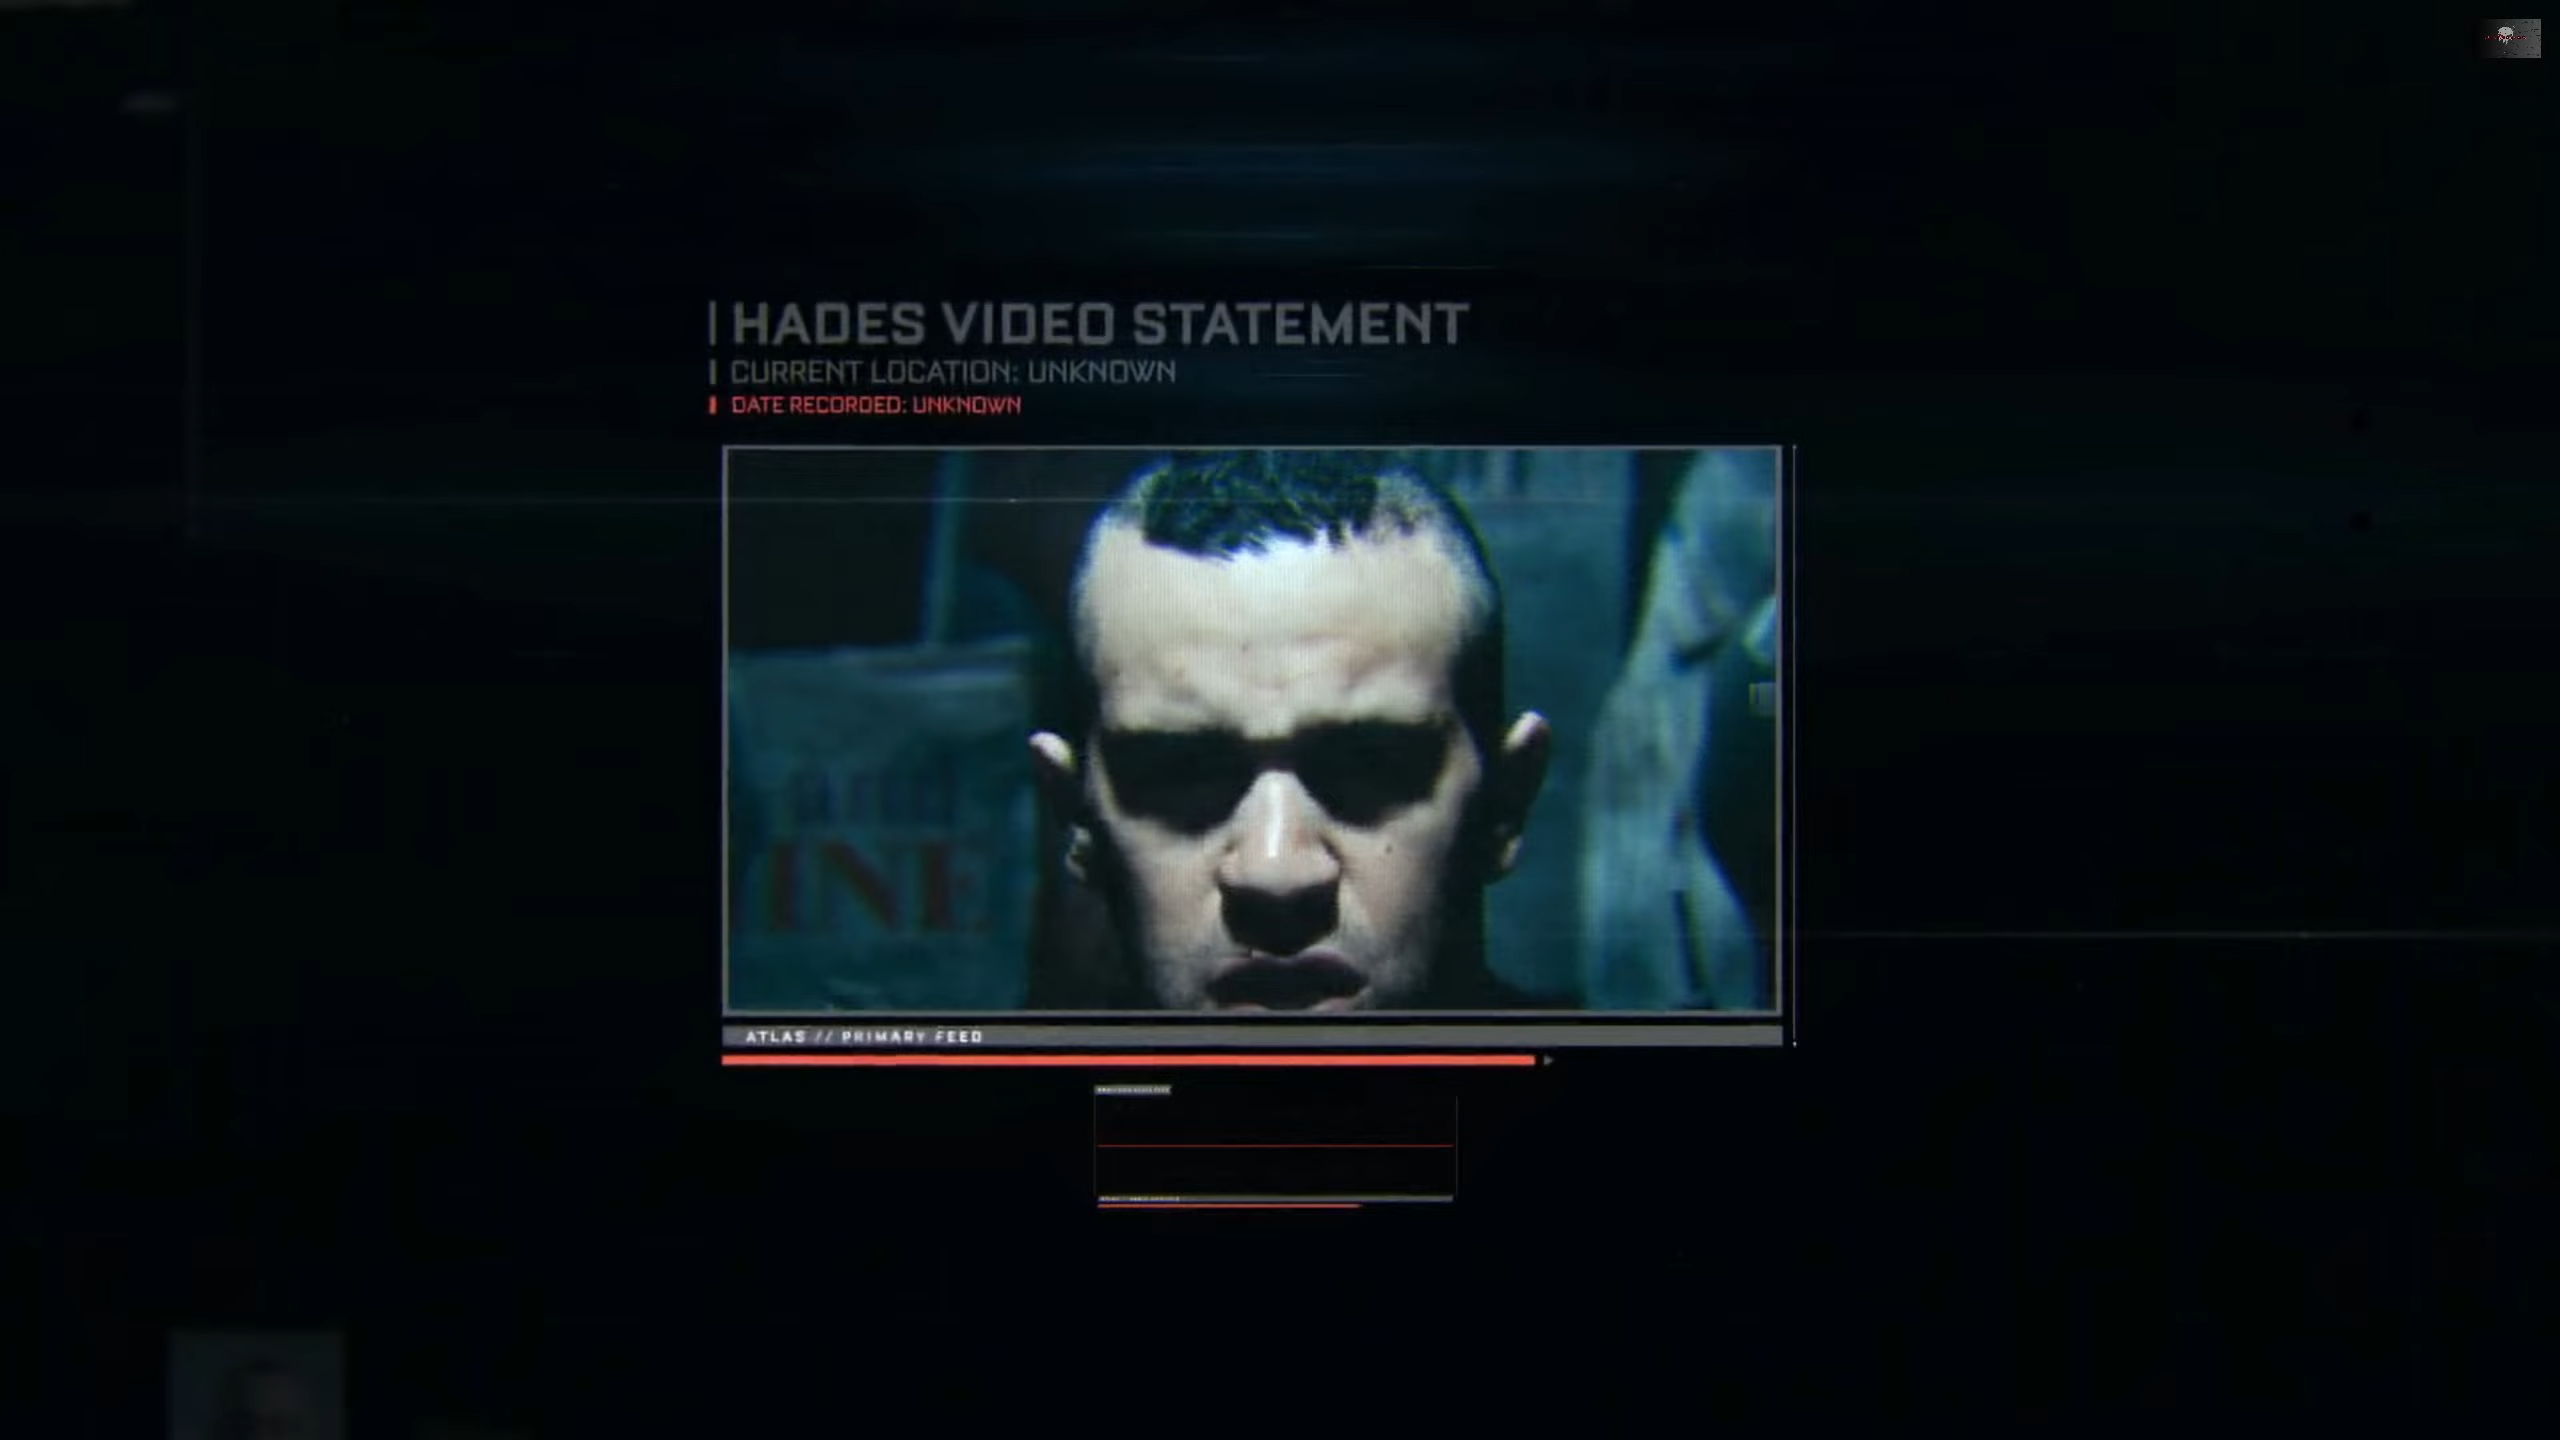 HADES VIDEO STATEMENT
CURRENT LOCATION: UNKNOWN
DATE RECORDED: UNKNOWN
INE
ATLAS // PRIMARY FEED